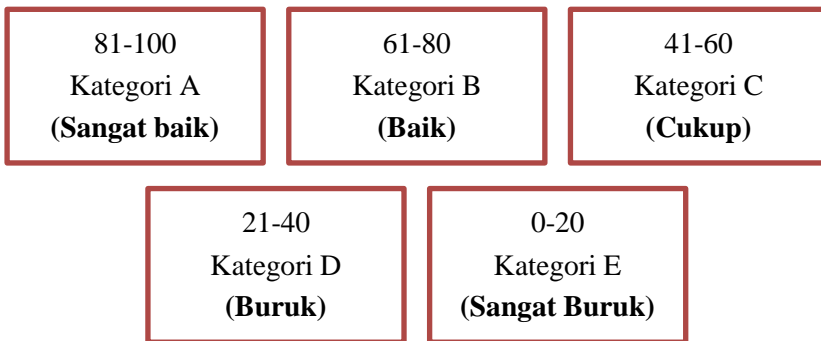 81-100
Kategori A
(Sangat baik)
61-80
Kategori B
(Baik)
41-60
Kategori C
(Cukup)
21-40
Kategori D
(Buruk)
0-20
Kategori E
(Sangat Buruk)